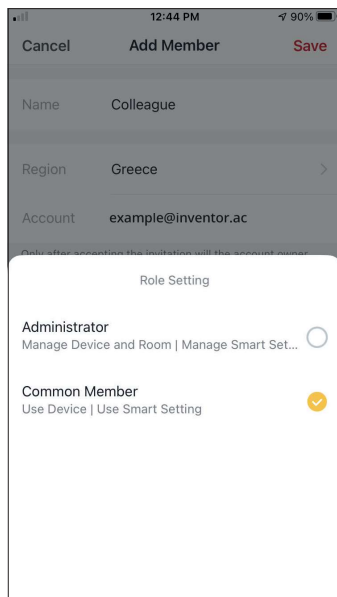 12:44 PM
90%
Cancel
Add Member
Save
Name
Colleague
Region
Greece
Account
example@inventor.ac
Only after accepting the invitation will the account owner
Role Setting
Administrator
Manage Device and Room | Manage Smart Set...
Common Member
Use Device | Use Smart Setting